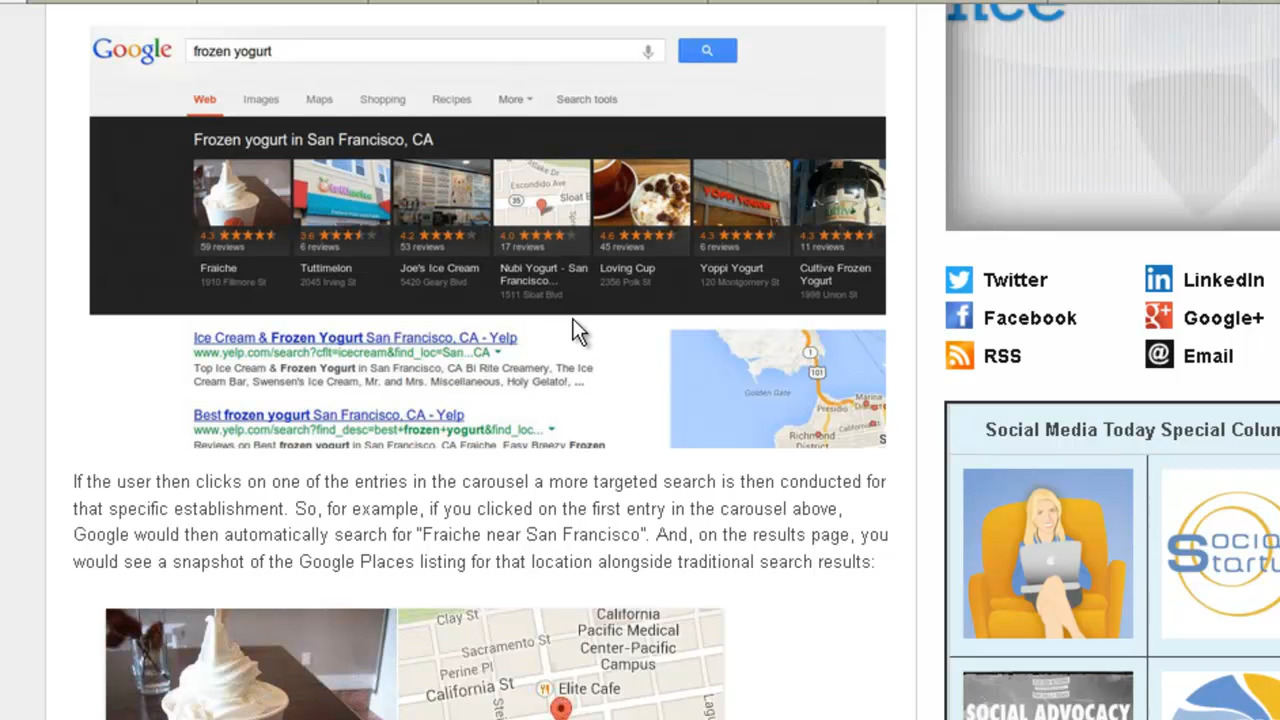 Google
frozen yogurt
Web Images Maps Shopping Recipes More Search tools
Frozen yogurt in San Francisco, CA
4.3 3.6 4.2 4.0 4.6 4.3 4.3
59 reviews 6 reviews 53 reviews 17 reviews 45 reviews 6 reviews 11 reviews
Fraiche Tuttimelon Joe's Ice Cream Nubi Yogurt - San Loving Cup Yoppi Yogurt Cultive Frozen
Francisco... Yogurt
1910 Fillmore St 2045 Irving St 5420 Geary Blvd 1511 Sloat Blvd 2356 Polk St 120 Montgomery St 1998 Union St
Escondido Ave
35 Sloat B
YOPPI YOGURT
Ice Cream & Frozen Yogurt San Francisco, CA - Yelp
www.yelp.com/search?cflt=icecream&find_loc=San...CA
Top Ice Cream & Frozen Yogurt in San Francisco, CA Bi Rite Creamery, The Ice
Cream Bar, Swensen's Ice Cream, Mr. and Mrs. Miscellaneous, Holy Gelato!, ...
Best frozen yogurt San Francisco, CA - Yelp
www.yelp.com/search?find_desc=best+frozen+yogurt&find_loc...
Reviews on Best frozen yogurt in San Francisco, CA Fraiche, Easy Breezy Frozen
1
101
Golden Gate
Presidio
Marina
District
Richmond
District
If the user then clicks on one of the entries in the carousel a more targeted search is then conducted for
that specific establishment. So, for example, if you clicked on the first entry in the carousel above,
Google would then automatically search for "Fraiche near San Francisco". And, on the results page, you
would see a snapshot of the Google Places listing for that location alongside traditional search results:
Clay St
California
Pacific Medical
Center-Pacific
Campus
Sacramento St
Perine Pl
California St
Elite Cafe
Twitter LinkedIn
Facebook Google+
RSS Email
Social Media Today Special Colum
Social
Startu
SOCIAL ADVOCACY